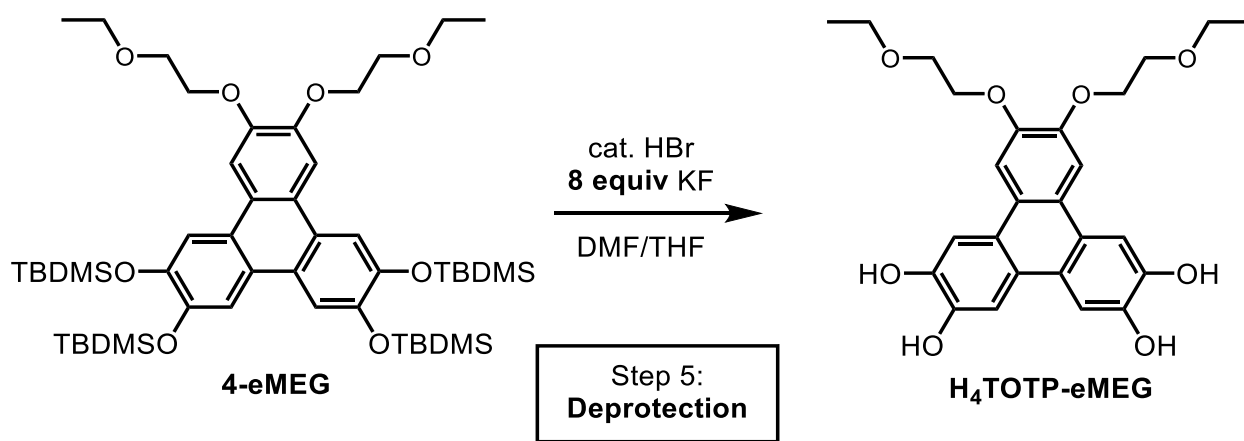 O O
O O
cat. HBr
8 equiv KF
DMF/THF
TBDMSO OTBDMS
TBDMSO OTBDMS
4-eMEG
Step 5:
Deprotection
O O
O O
HO OH
HO OH
H₄TOTP-eMEG